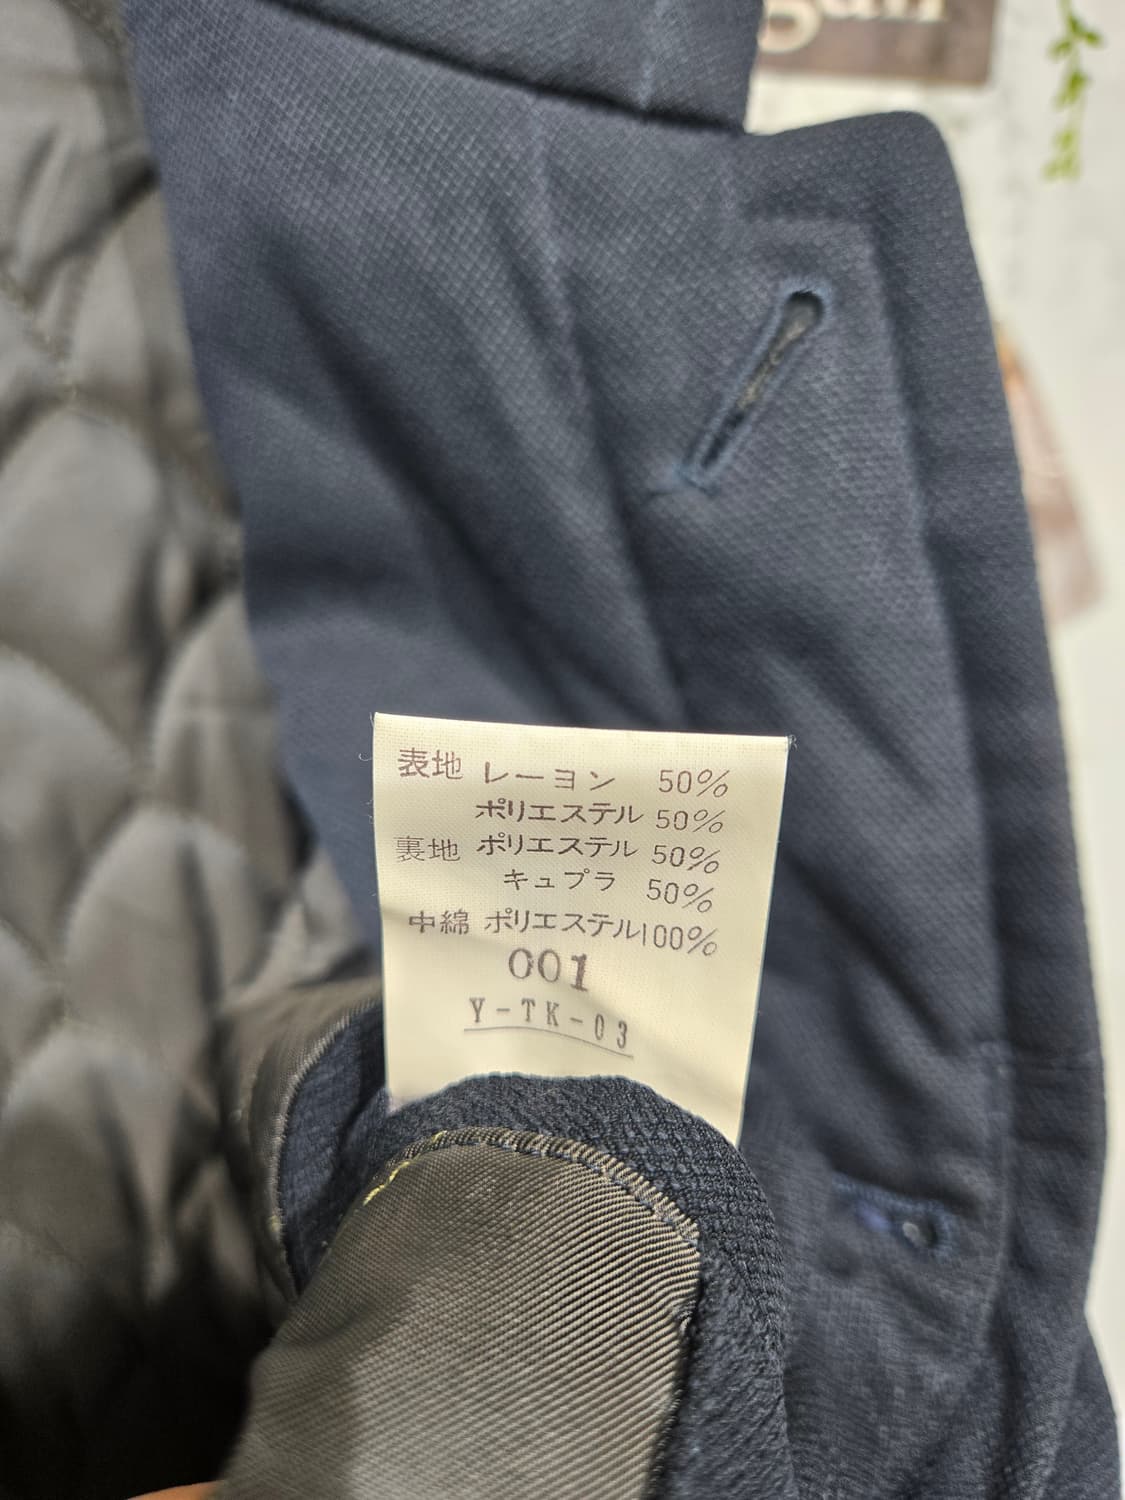 表地 レーヨン 50%
ポリエステル 50%
裏地 ポリエステル 50%
キュプラ 50%
中綿 ポリエステル100%
001
Y-TK-03